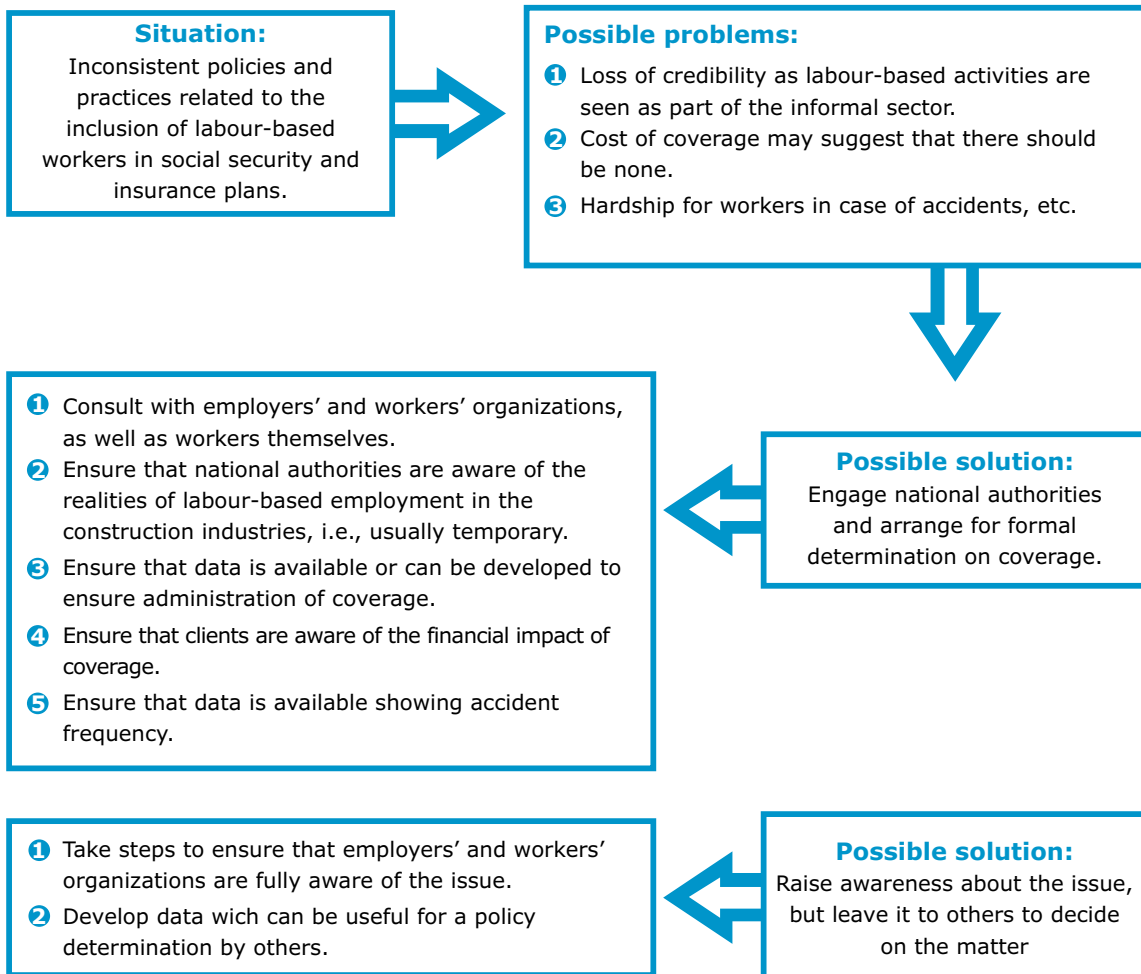 Situation:
Inconsistent policies and
practices related to the
inclusion of labour-based
workers in social security and
insurance plans.
Possible problems:
1 Loss of credibility as labour-based activities are
seen as part of the informal sector.
2 Cost of coverage may suggest that there should
be none.
3 Hardship for workers in case of accidents, etc.
Possible solution:
Engage national authorities
and arrange for formal
determination on coverage.
1 Consult with employers’ and workers’ organizations,
as well as workers themselves.
2 Ensure that national authorities are aware of the
realities of labour-based employment in the
construction industries, i.e., usually temporary.
3 Ensure that data is available or can be developed to
ensure administration of coverage.
4 Ensure that clients are aware of the financial impact of
coverage.
5 Ensure that data is available showing accident
frequency.
Possible solution:
Raise awareness about the issue,
but leave it to others to decide
on the matter
1 Take steps to ensure that employers’ and workers’
organizations are fully aware of the issue.
2 Develop data wich can be useful for a policy
determination by others.